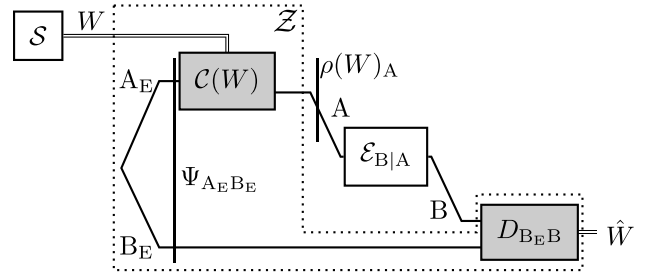 𝒮
W
𝒵
A_E
𝒞(W)
ρ(W)_A
A
Ψ_{A_E B_E}
ℰ_{B|A}
B
B_E
D_{B_E B}
Ŵ